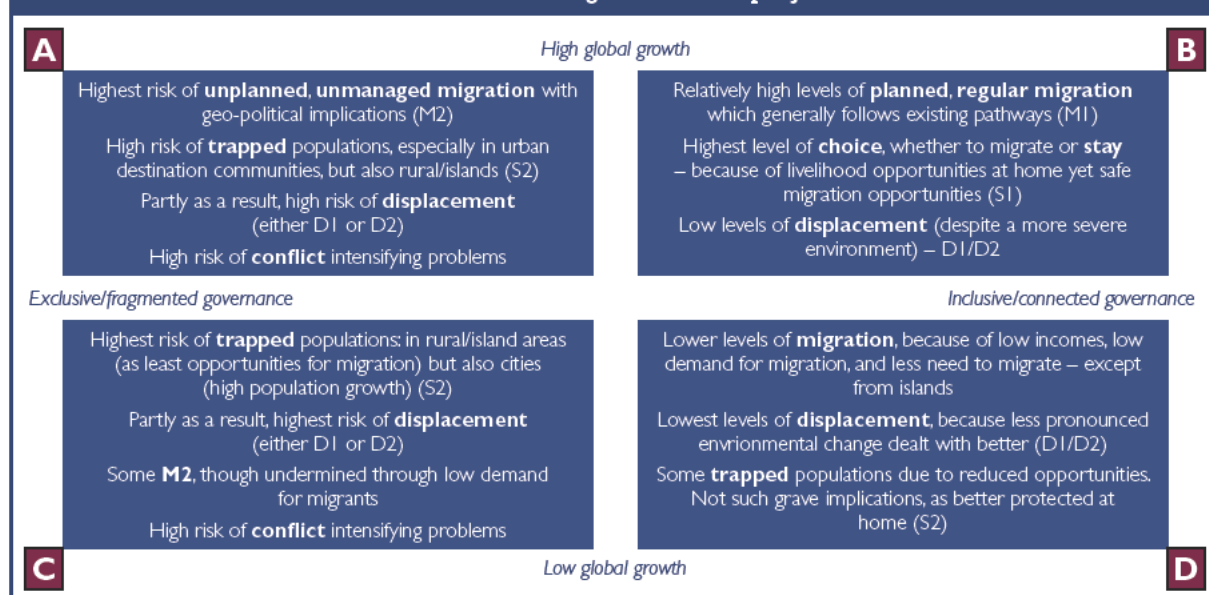 A
High global growth
B
Highest risk of unplanned, unmanaged migration with
geo-political implications (M2)
High risk of trapped populations, especially in urban
destination communities, but also rural/islands (S2)
Partly as a result, high risk of displacement
(either D1 or D2)
High risk of conflict intensifying problems
Relatively high levels of planned, regular migration
which generally follows existing pathways (M1)
Highest level of choice, whether to migrate or stay
– because of livelihood opportunities at home yet safe
migration opportunities (S1)
Low levels of displacement (despite a more severe
environment) – D1/D2
Exclusive/fragmented governance
Inclusive/connected governance
Highest risk of trapped populations: in rural/island areas
(as least opportunities for migration) but also cities
(high population growth) (S2)
Partly as a result, highest risk of displacement
(either D1 or D2)
Some M2, though undermined through low demand
for migrants
High risk of conflict intensifying problems
Lower levels of migration, because of low incomes, low
demand for migration, and less need to migrate – except
from islands
Lowest levels of displacement, because less pronounced
envrionmental change dealt with better (D1/D2)
Some trapped populations due to reduced opportunities.
Not such grave implications, as better protected at
home (S2)
C
Low global growth
D